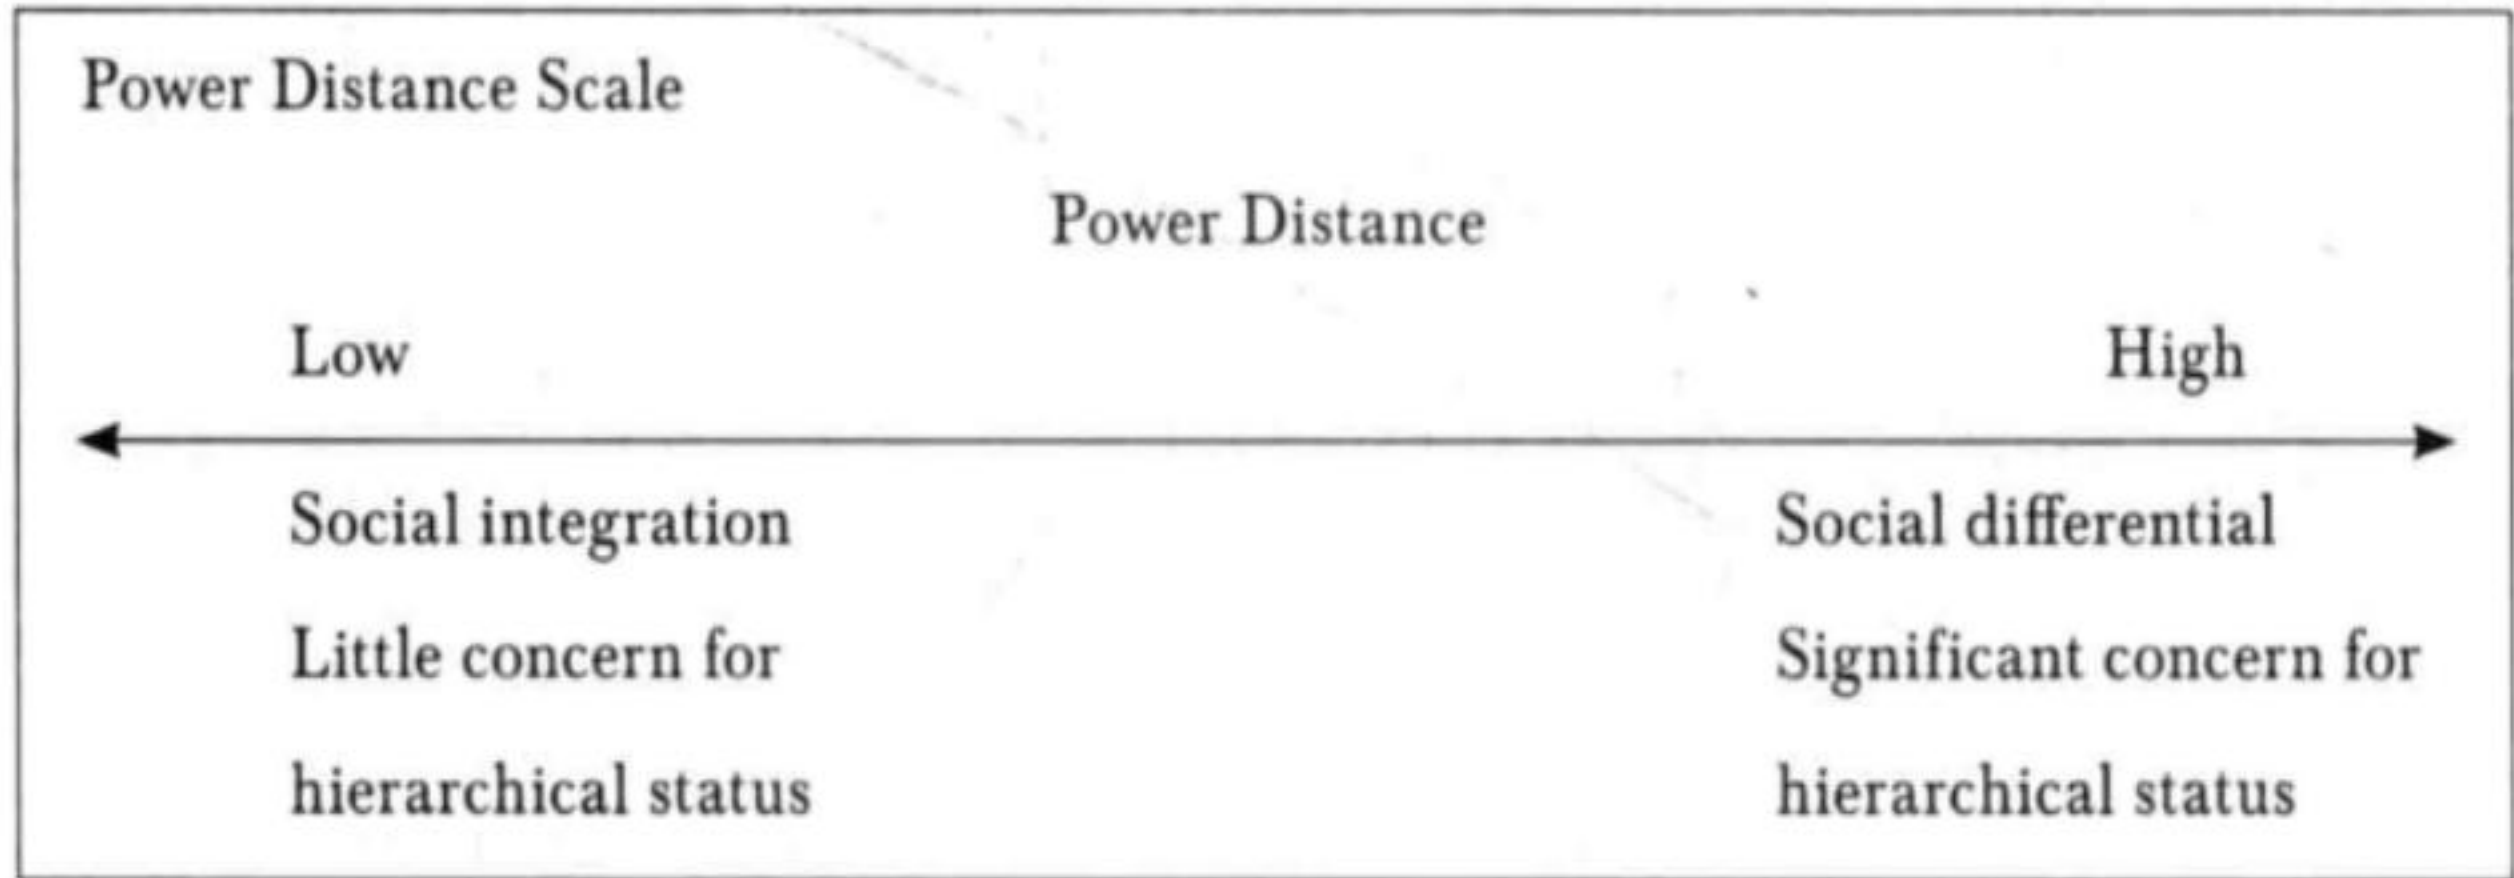 Power Distance Scale
Power Distance
Low High
Social integration Social differential
Little concern for Significant concern for
hierarchical status hierarchical status